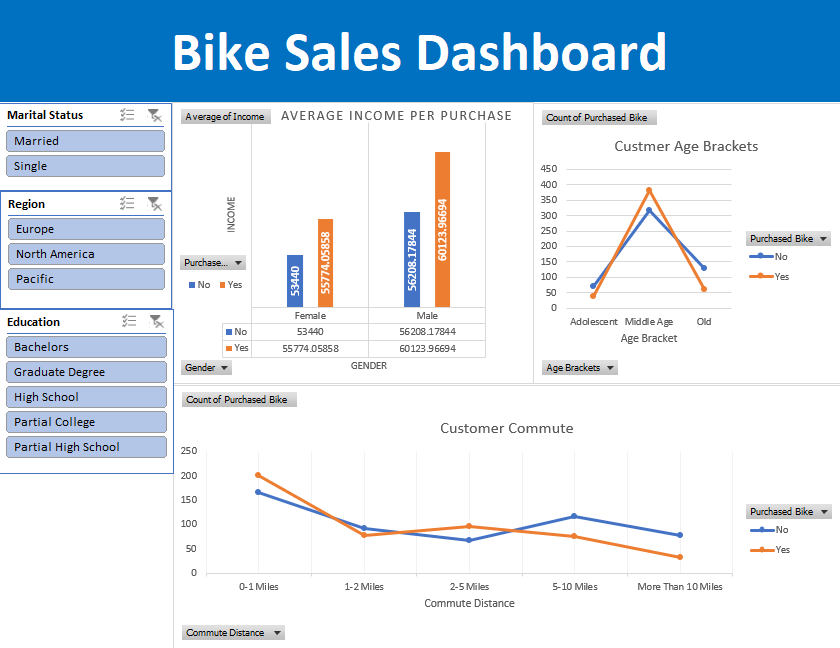 Bike Sales Dashboard
Marital Status
Married
Single
Region
Europe
North America
Pacific
Education
Bachelors
Graduate Degree
High School
Partial College
Partial High School
Average of Income
AVERAGE INCOME PER PURCHASE
INCOME
Purchase...
No Yes
53440
55774.05858
56208.17844
60123.96694
Female Male
No 53440 56208.17844
Yes 55774.05858 60123.96694
Gender
GENDER
Count of Purchased Bike
Custmer Age Brackets
450
400
350
300
250
200
150
100
50
0
Adolescent Middle Age Old
Age Bracket
Purchased Bike
No
Yes
Age Brackets
Count of Purchased Bike
Customer Commute
250
200
150
100
50
0
0-1 Miles 1-2 Miles 2-5 Miles 5-10 Miles More Than 10 Miles
Commute Distance
Purchased Bike
No
Yes
Commute Distance